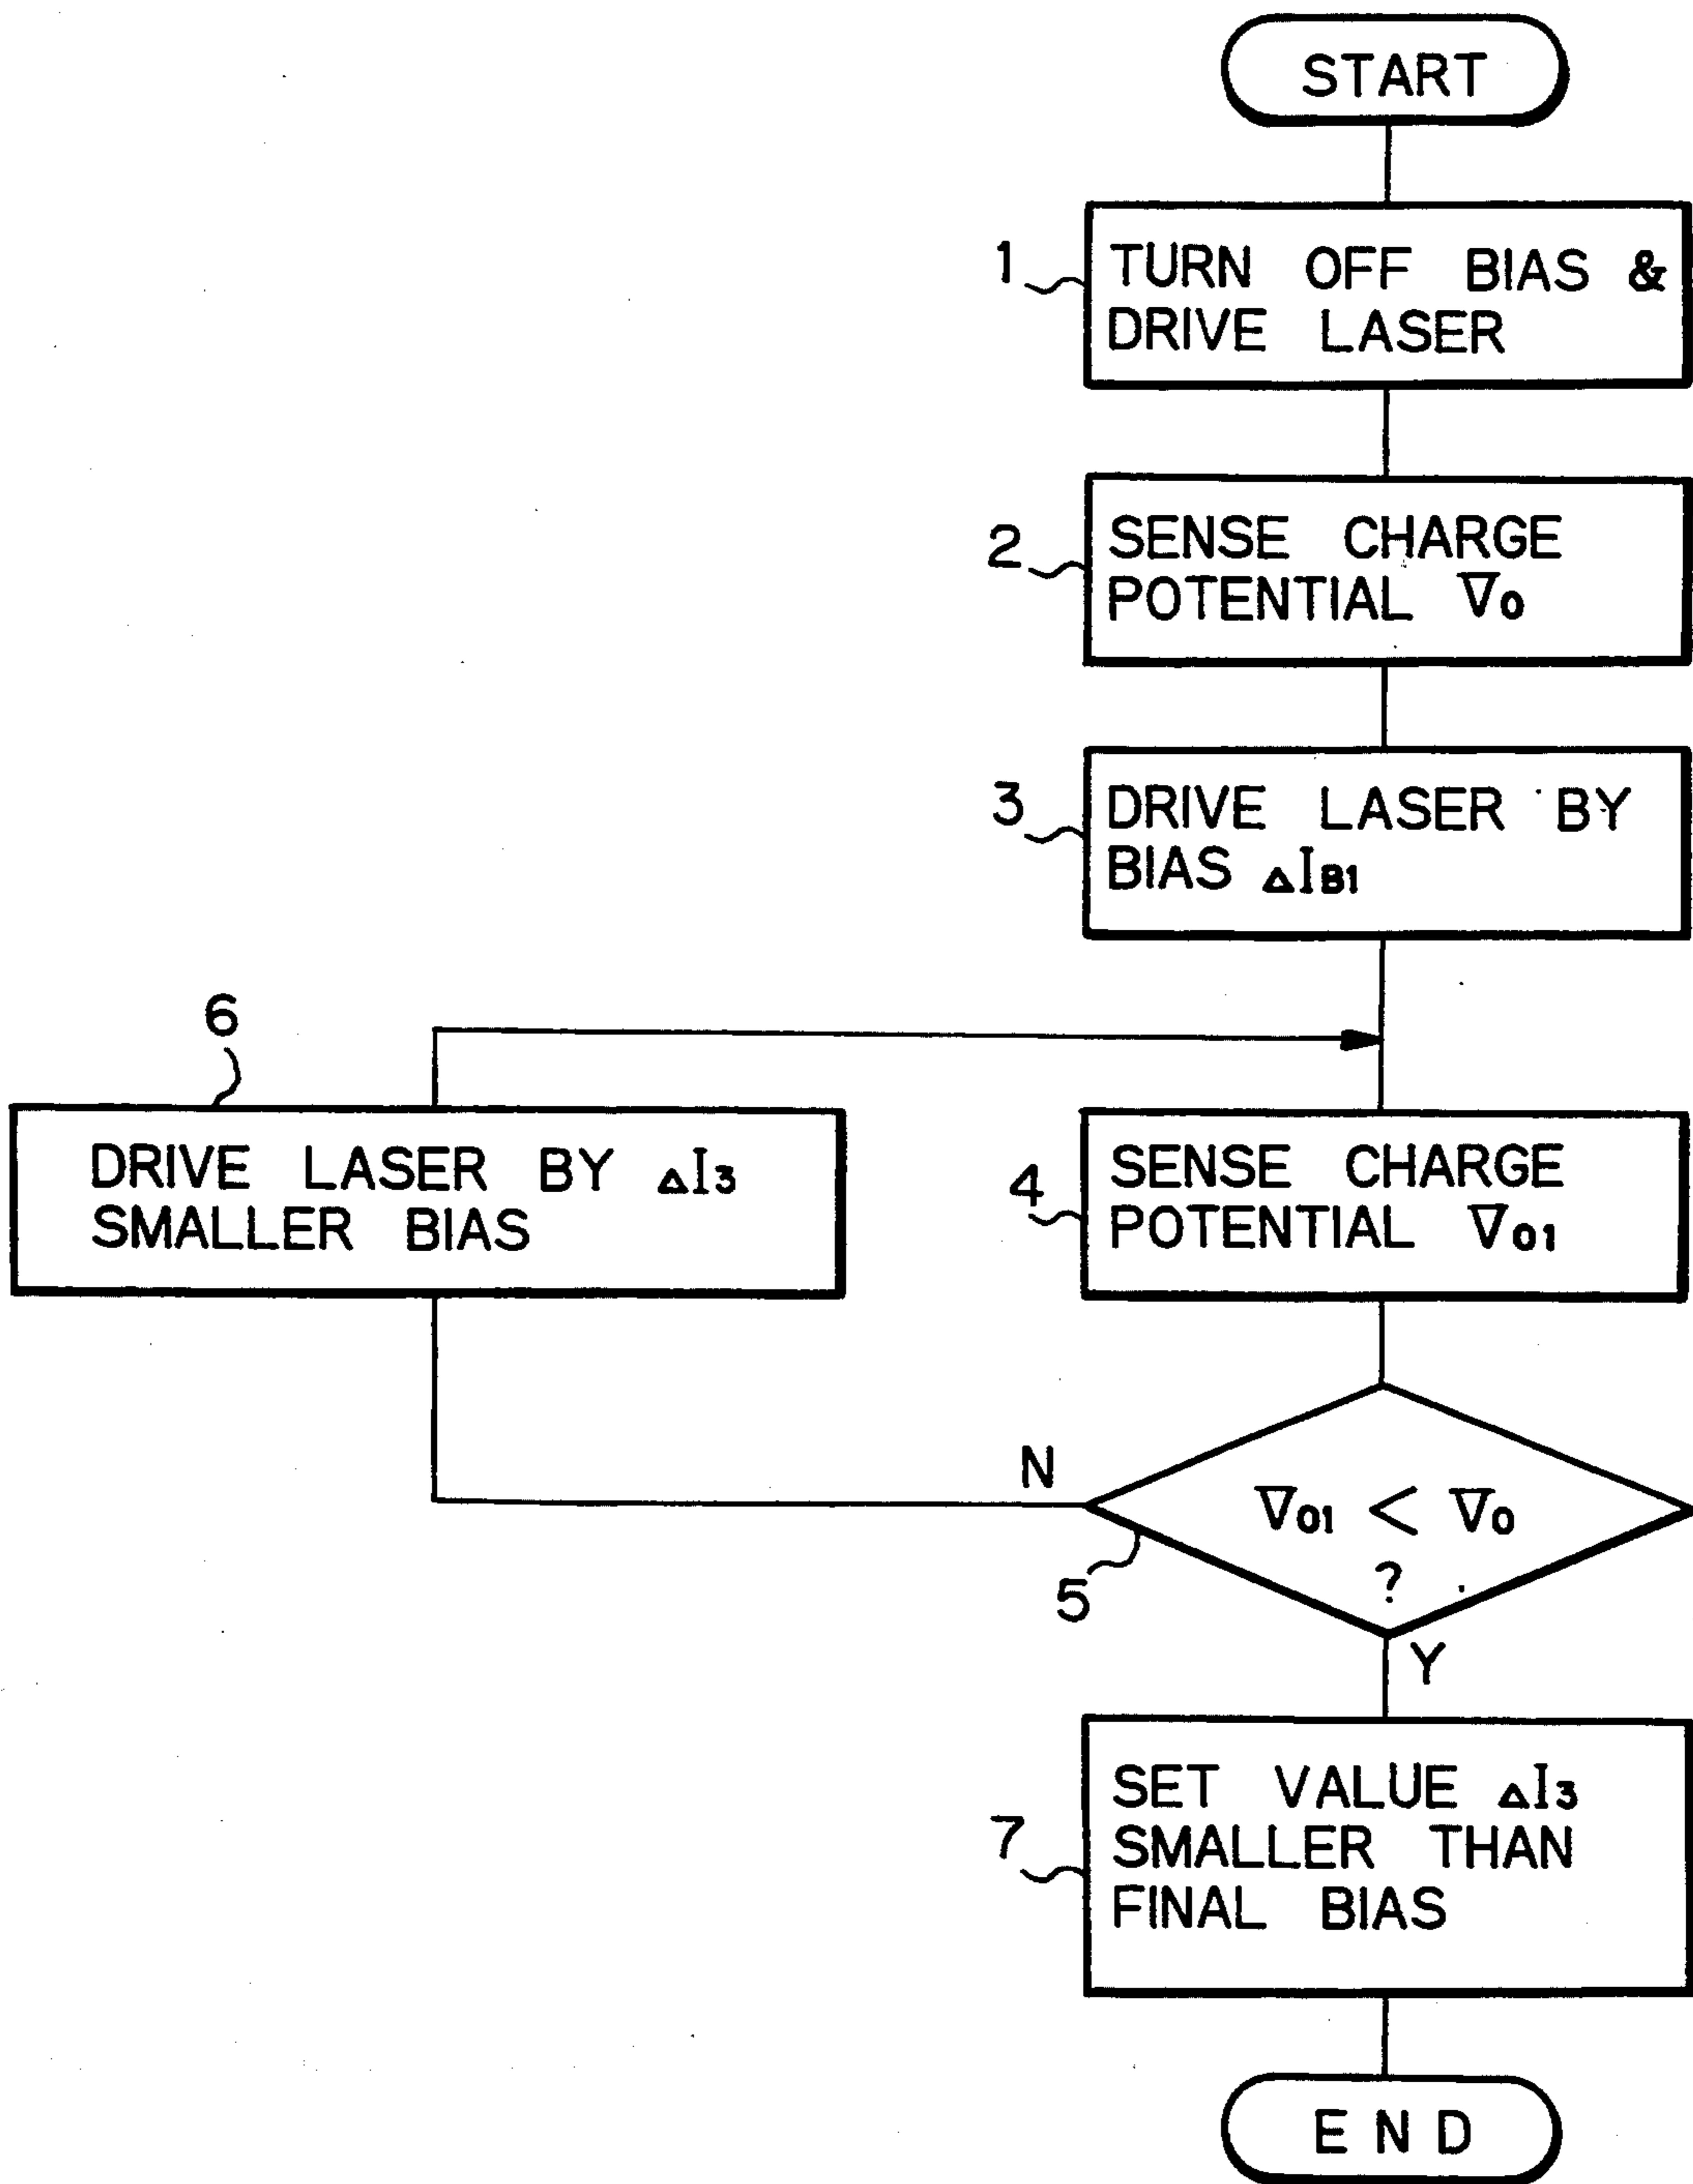 START
1
TURN OFF BIAS &
DRIVE LASER
2
SENSE CHARGE
POTENTIAL V0
3
DRIVE LASER BY
BIAS ΔIB1
6
DRIVE LASER BY ΔI3
SMALLER BIAS
4
SENSE CHARGE
POTENTIAL V01
N
V01 < V0
?
5
Y
7
SET VALUE ΔI3
SMALLER THAN
FINAL BIAS
END